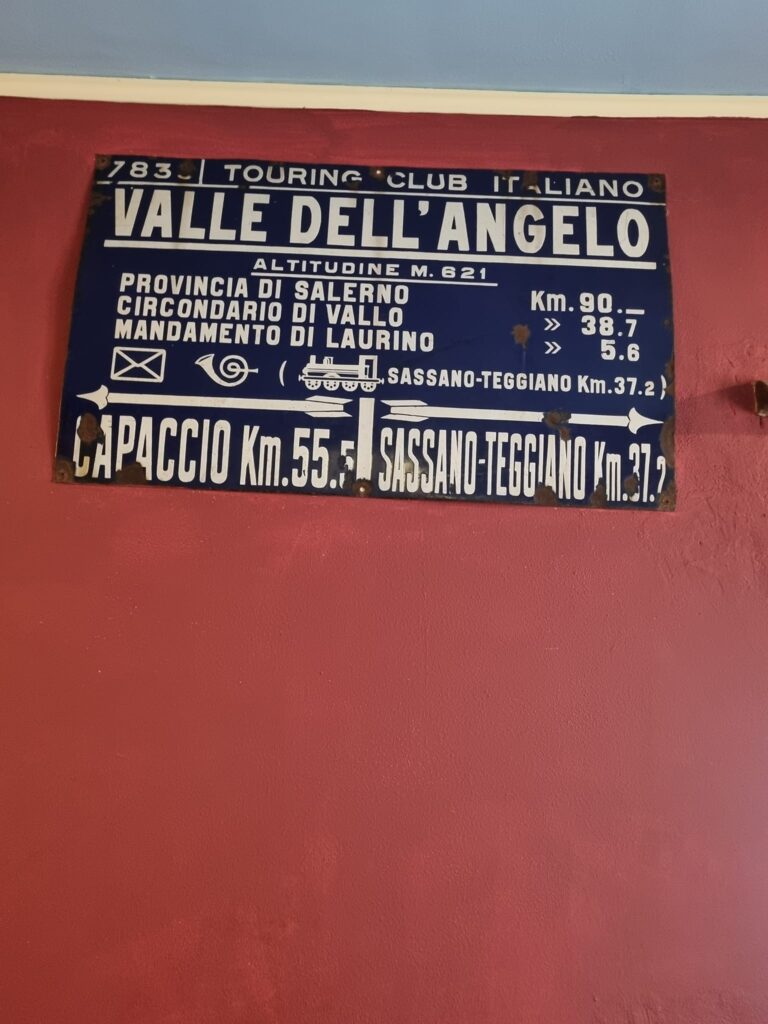 TOURING CLUB ITALIANO
VALLE DELL'ANGELO
ALTITUDINE M. 621
PROVINCIA DI SALERNO Km. 90.—
CIRCONDARIO DI VALLO » 38.7
MANDAMENTO DI LAURINO » 5.6
( SASSANO-TEGGIANO Km. 37.2 )
CAPACCIO Km. 55.5 SASSANO-TEGGIANO Km. 37.2